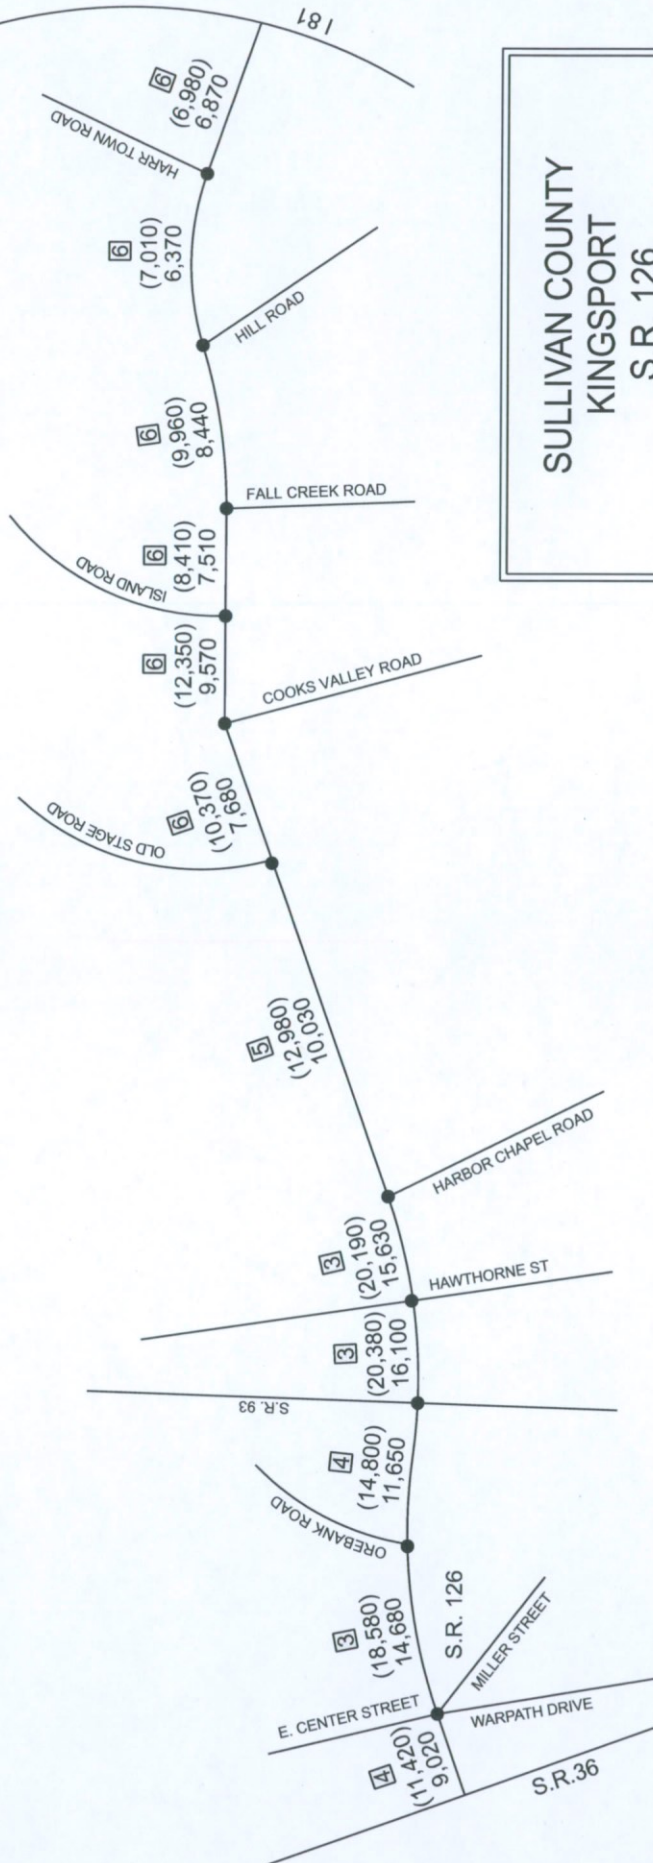 I 81
6
(6,980)
6,870
HARR TOWN ROAD
6
(7,010)
6,370
HILL ROAD
6
(9,960)
8,440
FALL CREEK ROAD
6
(8,410)
7,510
ISLAND ROAD
6
(12,350)
9,570
COOKS VALLEY ROAD
6
(10,370)
7,680
OLD STAGE ROAD
5
(12,980)
10,030
HARBOR CHAPEL ROAD
3
(20,190)
15,630
HAWTHORNE ST
3
(20,380)
16,100
S.R. 93
4
(14,800)
11,650
OREBANK ROAD
3
(18,580)
14,680
S.R. 126
MILLER STREET
E. CENTER STREET
WARPATH DRIVE
4
(11,420)
9,020
S.R.36
SULLIVAN COUNTY
KINGSPORT
S.R. 126